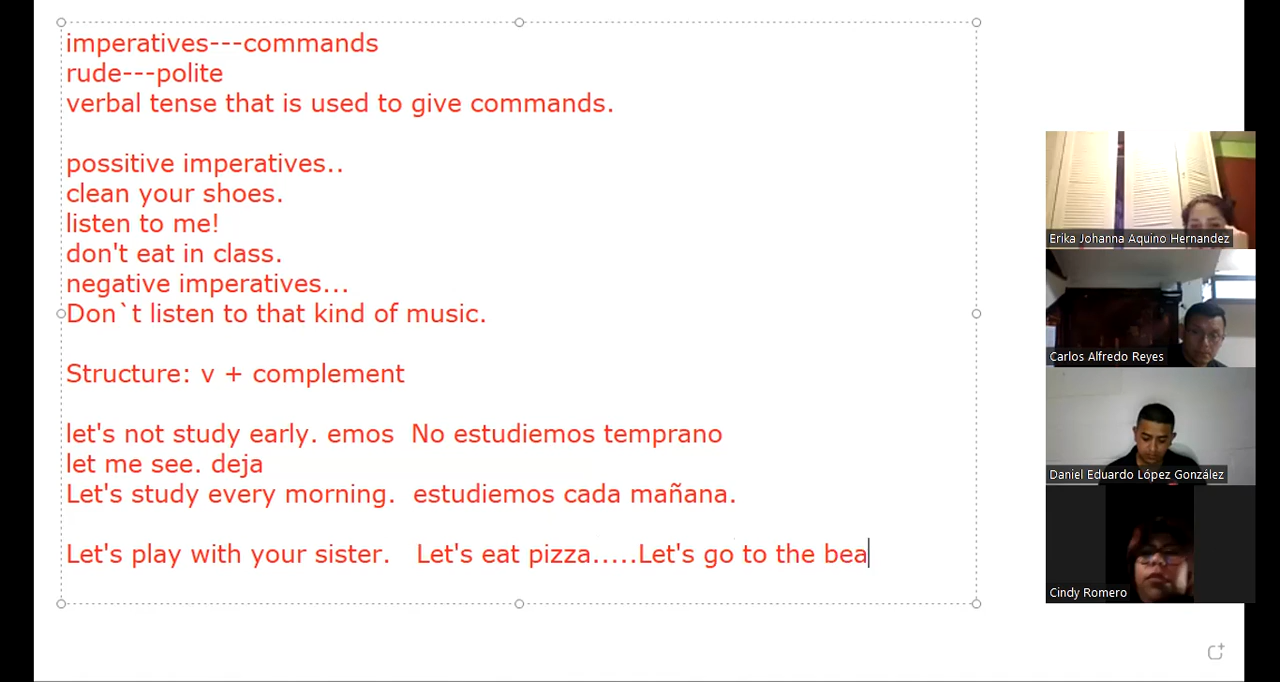 imperatives---commands
rude---polite
verbal tense that is used to give commands.
possitive imperatives..
clean your shoes.
listen to me!
don't eat in class.
negative imperatives...
Don`t listen to that kind of music.
Structure: v + complement
let's not study early. emos  No estudiemos temprano
let me see. deja
Let's study every morning.  estudiemos cada mañana.
Let's play with your sister.   Let's eat pizza.....Let's go to the bea
Erika Johanna Aquino Hernandez
Carlos Alfredo Reyes
Daniel Eduardo López González
Cindy Romero